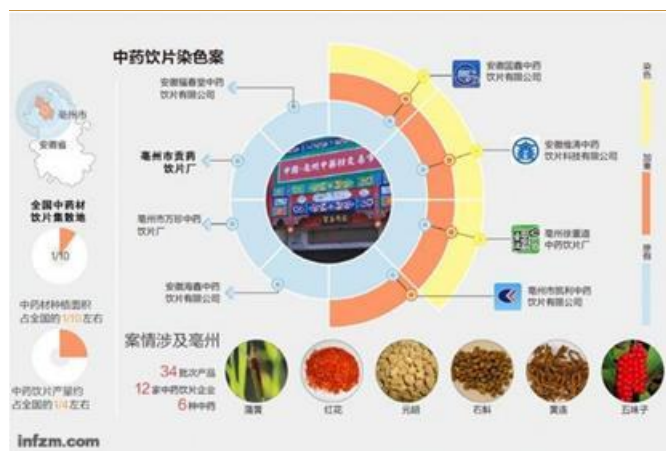 中药饮片染色案
安徽福春堂中药
饮片有限公司
亳州市贡药
饮片厂
亳州市万珍中药
饮片厂
安徽海鑫中药
饮片有限公司
安徽国鑫中药
饮片有限公司
安徽惟清中药
饮片科技有限公司
亳州徐重道
中药饮片厂
亳州市凯利中药
饮片有限公司
染色
加重
掺假
亳州市
安徽省
全国中药材
饮片集散地
1/10
中药材种植面积
占全国的1/10左右
中药饮片产量约
占全国的1/4左右
案情涉及亳州
34批次产品
12家中药饮片企业
6种中药
蒲黄
红花
元胡
石斛
黄连
五味子
infzm.com